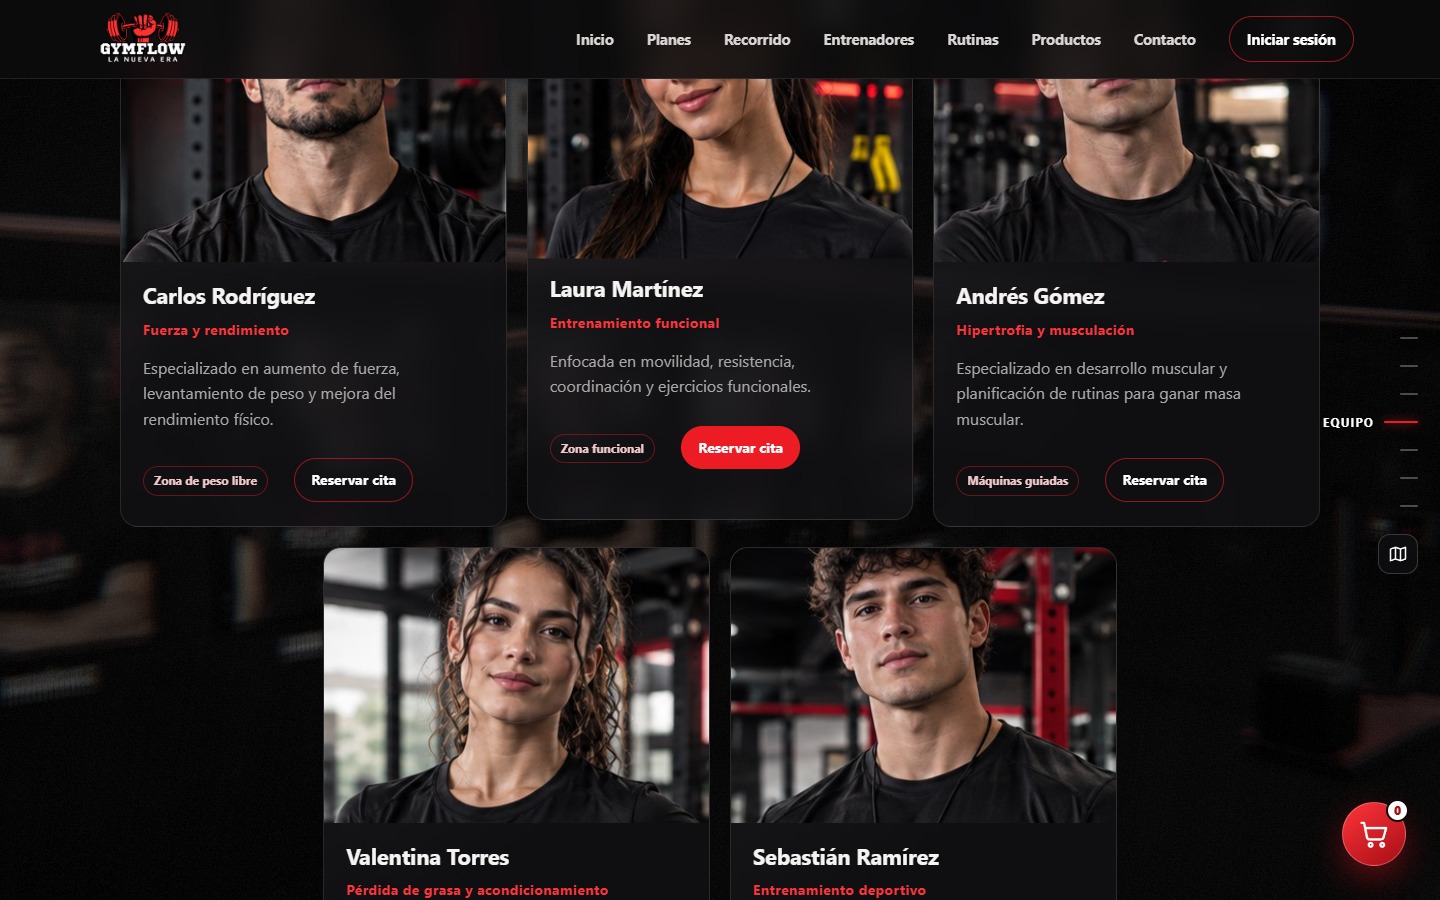 GYMFLOW
LA NUEVA ERA
Inicio
Planes
Recorrido
Entrenadores
Rutinas
Productos
Contacto
Iniciar sesión
Carlos Rodríguez
Fuerza y rendimiento
Especializado en aumento de fuerza,
levantamiento de peso y mejora del
rendimiento físico.
Zona de peso libre
Reservar cita
Laura Martínez
Entrenamiento funcional
Enfocada en movilidad, resistencia,
coordinación y ejercicios funcionales.
Zona funcional
Reservar cita
Andrés Gómez
Hipertrofia y musculación
Especializado en desarrollo muscular y
planificación de rutinas para ganar masa
muscular.
Máquinas guiadas
Reservar cita
EQUIPO
Valentina Torres
Pérdida de grasa y acondicionamiento
Sebastián Ramírez
Entrenamiento deportivo
0